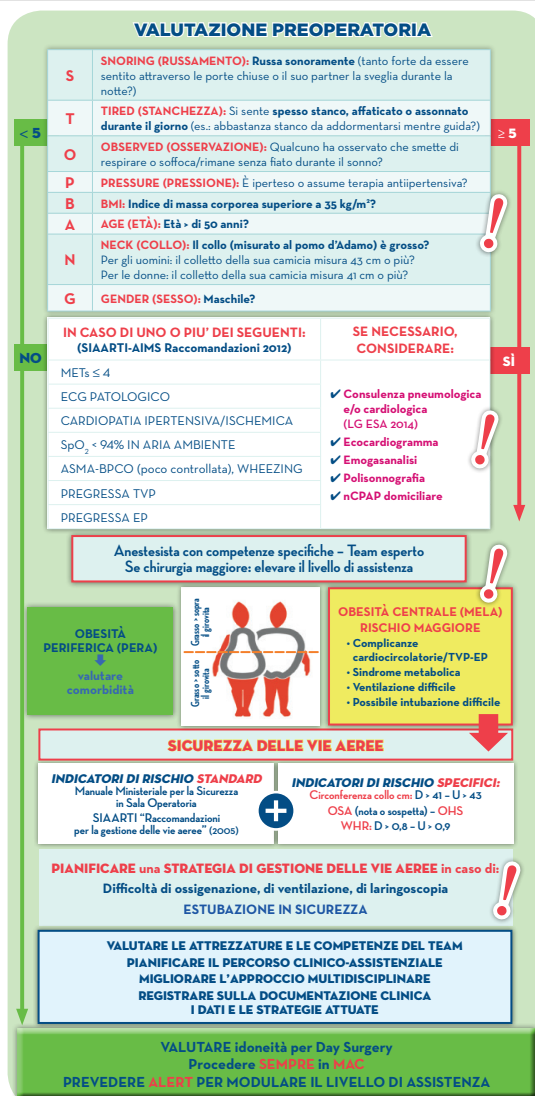 VALUTAZIONE PREOPERATORIA
S
SNORING (RUSSAMENTO): Russa sonoramente (tanto forte da essere
sentito attraverso le porte chiuse o il suo partner la sveglia durante la
notte?)
T
TIRED (STANCHEZZA): Si sente spesso stanco, affaticato o assonnato
durante il giorno (es.: abbastanza stanco da addormentarsi mentre guida?)
< 5
≥ 5
O
OBSERVED (OSSERVAZIONE): Qualcuno ha osservato che smette di
respirare o soffoca/rimane senza fiato durante il sonno?
P
PRESSURE (PRESSIONE): È iperteso o assume terapia antiipertensiva?
B
BMI: Indice di massa corporea superiore a 35 kg/m²?
A
AGE (ETÀ): Età > di 50 anni?
N
NECK (COLLO): Il collo (misurato al pomo d'Adamo) è grosso?
Per gli uomini: il colletto della sua camicia misura 43 cm o più?
Per le donne: il colletto della sua camicia misura 41 cm o più?
G
GENDER (SESSO): Maschile?
!
IN CASO DI UNO O PIU' DEI SEGUENTI:
(SIAARTI-AIMS Raccomandazioni 2012)
NO
METs ≤ 4
ECG PATOLOGICO
CARDIOPATIA IPERTENSIVA/ISCHEMICA
SpO₂ < 94% IN ARIA AMBIENTE
ASMA-BPCO (poco controllata), WHEEZING
PREGRESSA TVP
PREGRESSA EP
SE NECESSARIO,
CONSIDERARE:
SÌ
✔ Consulenza pneumologica
e/o cardiologica
(LG ESA 2014)
✔ Ecocardiogramma
✔ Emogasanalisi
✔ Polisonnografia
✔ nCPAP domiciliare
!
Anestesista con competenze specifiche – Team esperto
Se chirurgia maggiore: elevare il livello di assistenza
!
OBESITÀ
PERIFERICA (PERA)
valutare
comorbidità
Grasso > sopra
il girovita
Grasso > sotto
il girovita
OBESITÀ CENTRALE (MELA)
RISCHIO MAGGIORE
• Complicanze
cardiocircolatorie/TVP-EP
• Sindrome metabolica
• Ventilazione difficile
• Possibile intubazione difficile
SICUREZZA DELLE VIE AEREE
INDICATORI DI RISCHIO STANDARD
Manuale Ministeriale per la Sicurezza
in Sala Operatoria
SIAARTI "Raccomandazioni
per la gestione delle vie aeree" (2005)
+
INDICATORI DI RISCHIO SPECIFICI:
Circonferenza collo cm: D > 41 – U > 43
OSA (nota o sospetta) – OHS
WHR: D > 0,8 – U > 0,9
PIANIFICARE una STRATEGIA DI GESTIONE DELLE VIE AEREE in caso di:
Difficoltà di ossigenazione, di ventilazione, di laringoscopia
ESTUBAZIONE IN SICUREZZA
!
VALUTARE LE ATTREZZATURE E LE COMPETENZE DEL TEAM
PIANIFICARE IL PERCORSO CLINICO-ASSISTENZIALE
MIGLIORARE L'APPROCCIO MULTIDISCIPLINARE
REGISTRARE SULLA DOCUMENTAZIONE CLINICA
I DATI E LE STRATEGIE ATTUATE
VALUTARE idoneità per Day Surgery
Procedere SEMPRE in MAC
PREVEDERE ALERT PER MODULARE IL LIVELLO DI ASSISTENZA